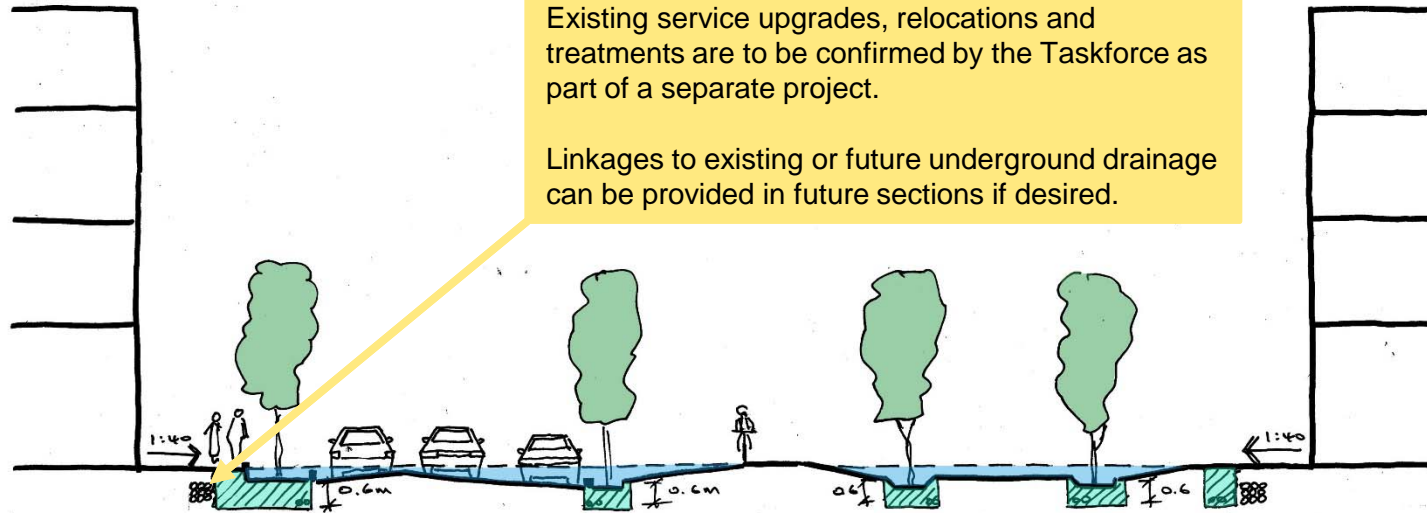 Existing service upgrades, relocations and
treatments are to be confirmed by the Taskforce as
part of a separate project.
Linkages to existing or future underground drainage
can be provided in future sections if desired.
1:40
1:40
0.6m
0.6m
0.6
0.6